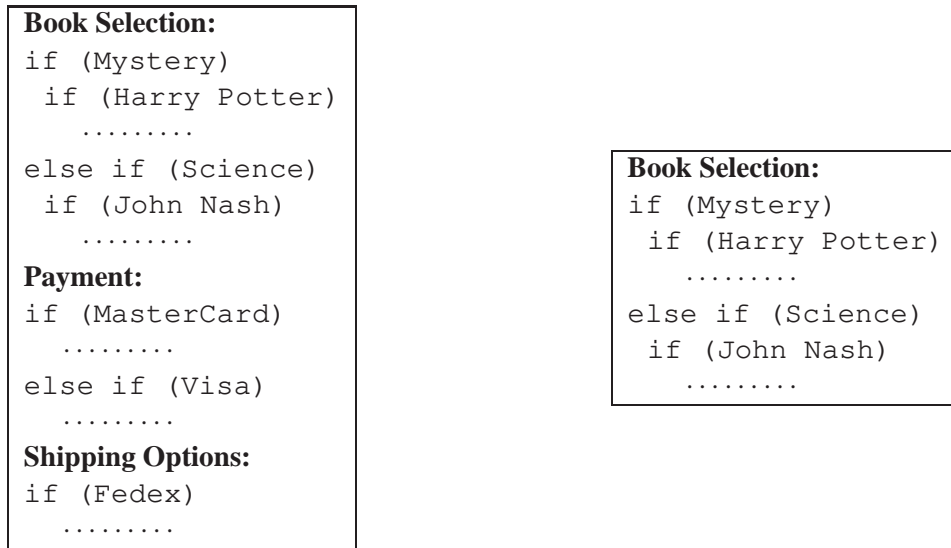 Book Selection:
if (Mystery)
if (Harry Potter)
.........
else if (Science)
if (John Nash)
.........
Payment:
if (MasterCard)
.........
else if (Visa)
.........
Shipping Options:
if (Fedex)
.........
Book Selection:
if (Mystery)
if (Harry Potter)
.........
else if (Science)
if (John Nash)
.........